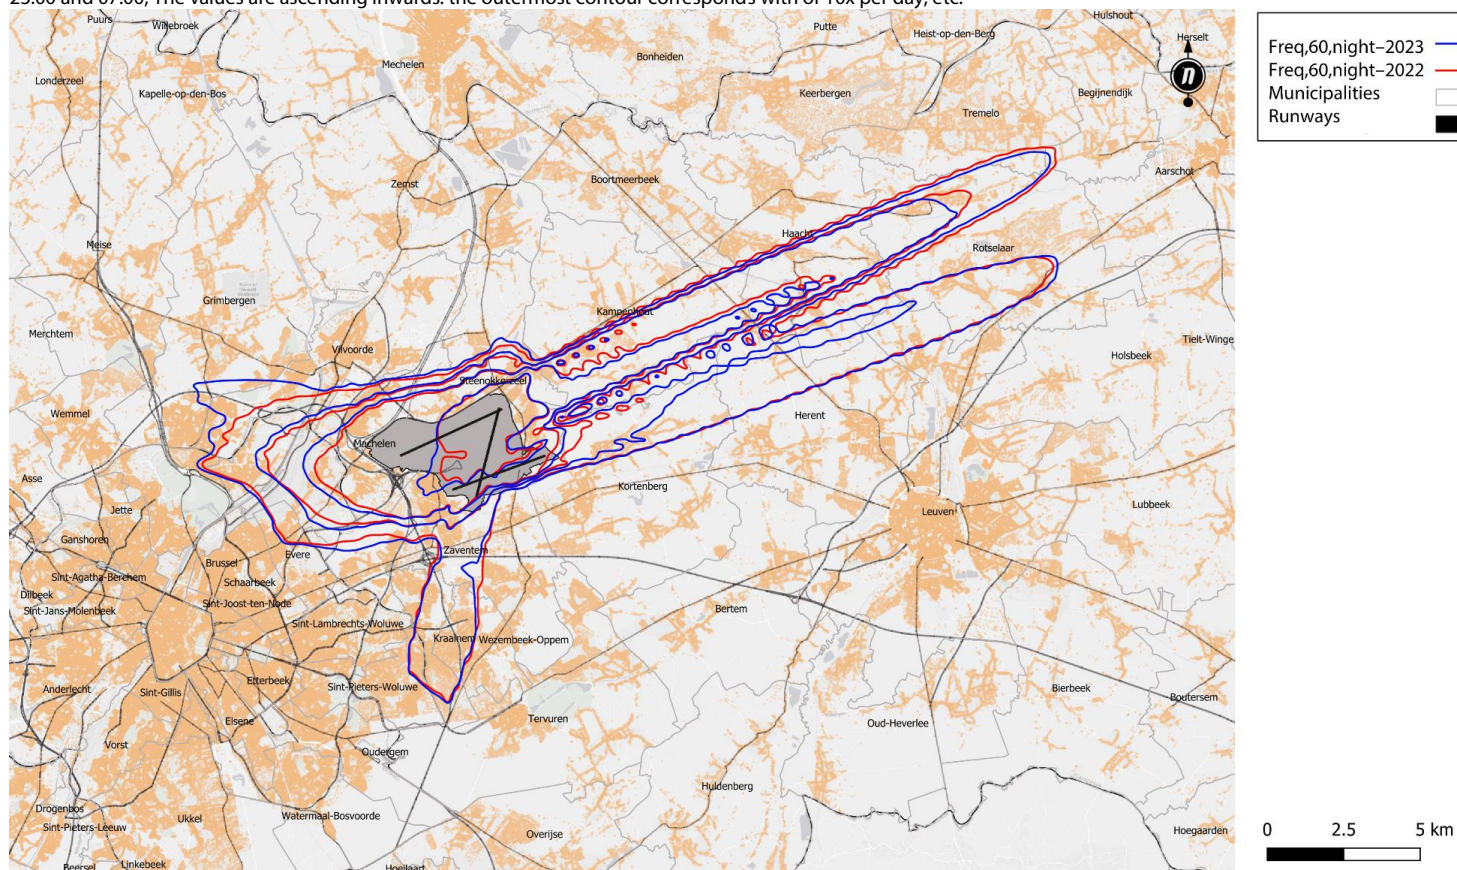 23:00 and 07:00, The values are ascending inwards: the outermost contour corresponds with of 10x per day, etc.
Puurs
Willebroek
Putte
Hulshout
Heist-op-den-Berg
Herselt
Mechelen
Bonheiden
Londerzeel
Kapelle-op-den-Bos
Keerbergen
Begijnendijk
Tremelo
n
Zemst
Boortmeerbeek
Aarschot
Meise
Haacht
Rotselaar
Grimbergen
Kampenhout
Merchtem
Vilvoorde
Holsbeek
Tielt-Winge
Steenokkerzeel
Wemmel
Herent
Machelen
Asse
Kortenberg
Jette
Leuven
Lubbeek
Ganshoren
Evere
Zaventem
Brussel
Sint-Agatha-Berchem
Schaarbeek
Dilbeek
Sint-Jans-Molenbeek
Sint-Joost-ten-Node
Bertem
Sint-Lambrechts-Woluwe
Kraainem
Wezembeek-Oppem
Etterbeek
Anderlecht
Sint-Gillis
Sint-Pieters-Woluwe
Bierbeek
Boutersem
Elsene
Tervuren
Oud-Heverlee
Vorst
Oudergem
Huldenberg
Drogenbos
Ukkel
Watermaal-Bosvoorde
Sint-Pieters-Leeuw
Overijse
Hoegaarden
Beersel
Linkebeek
Hoeilaart
Freq,60,night–2023
Freq,60,night–2022
Municipalities
Runways
0 2.5 5 km